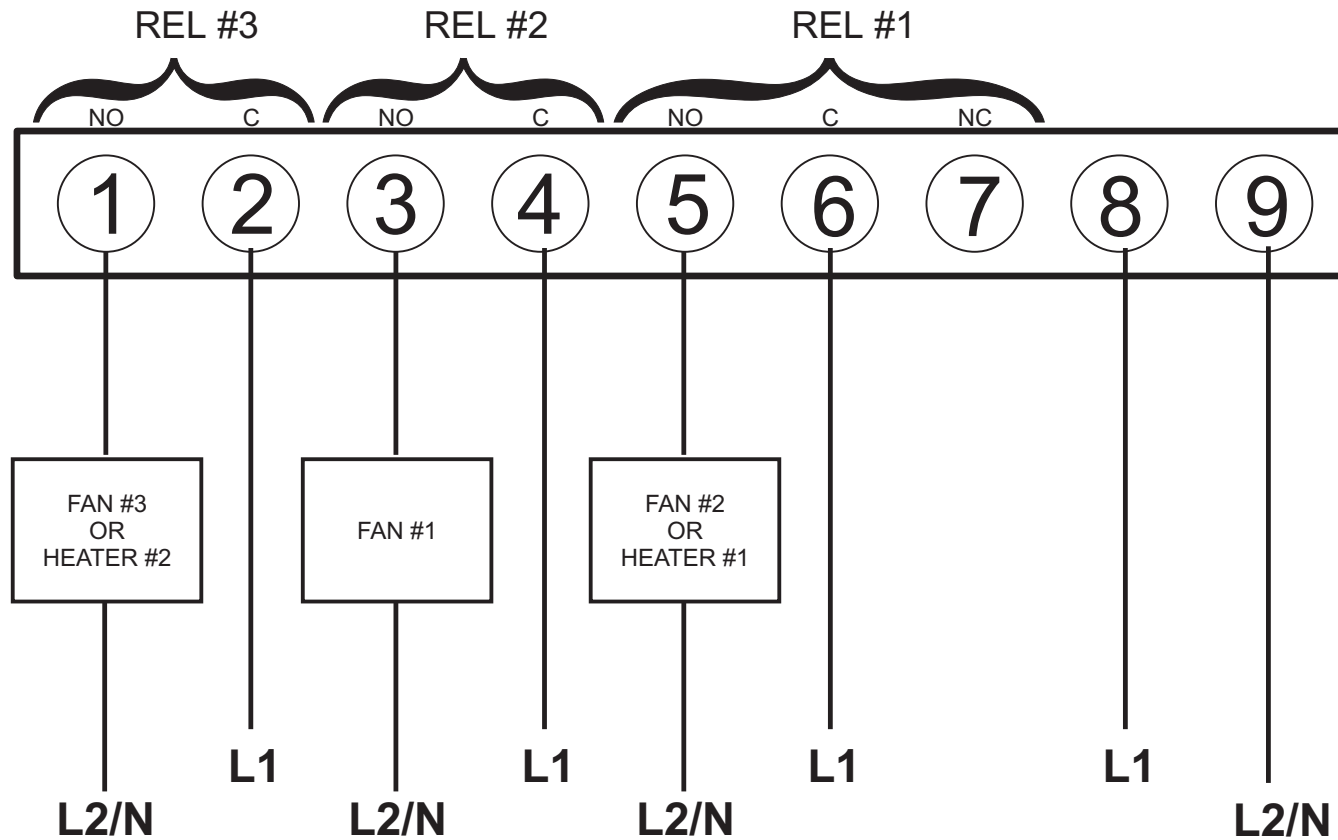 REL #3 REL #2 REL #1
NO C NO C NO C NC
1 2 3 4 5 6 7 8 9
FAN #3
OR
HEATER #2
FAN #1
FAN #2
OR
HEATER #1
L1 L1 L1 L1
L2/N L2/N L2/N L2/N